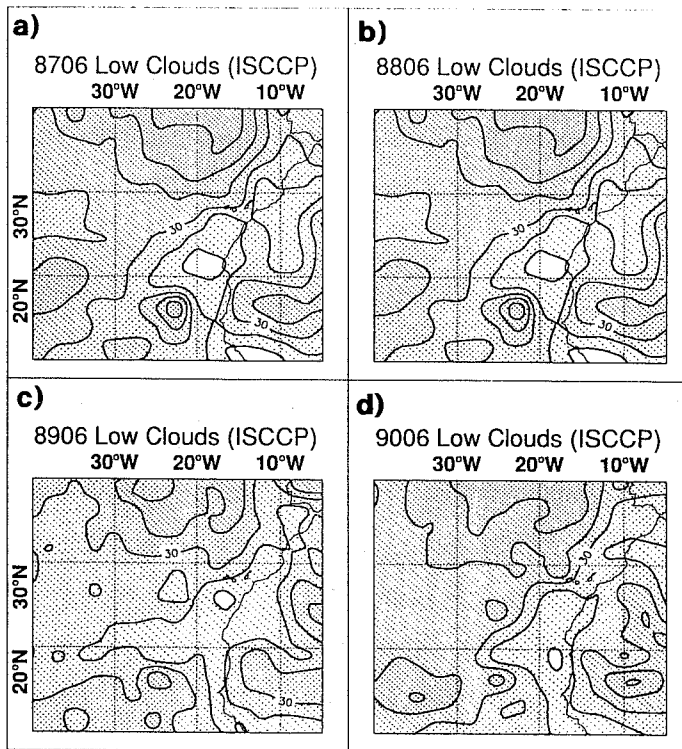 a)
8706 Low Clouds (ISCCP)
30°W 20°W 10°W
30°N
20°N
30
30
b)
8806 Low Clouds (ISCCP)
30°W 20°W 10°W
30
30
c)
8906 Low Clouds (ISCCP)
30°W 20°W 10°W
30°N
20°N
30
30
d)
9006 Low Clouds (ISCCP)
30°W 20°W 10°W
30
30